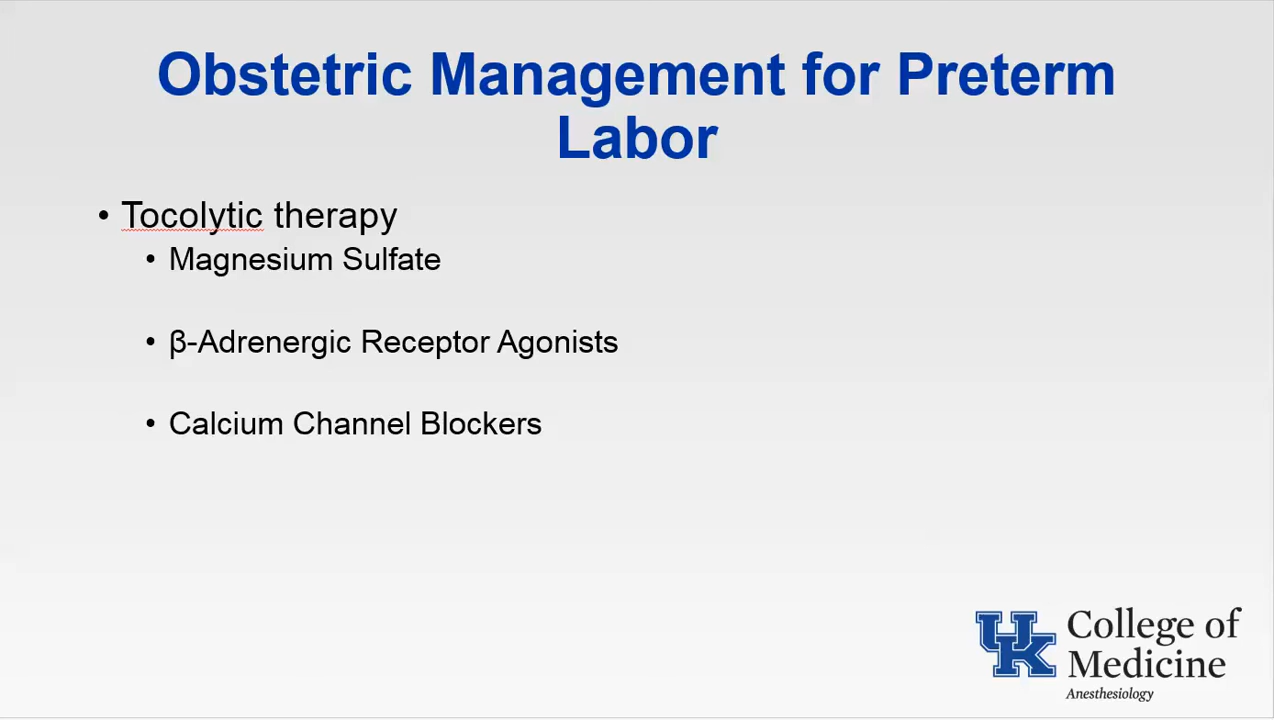 Obstetric Management for Preterm
Labor
• Tocolytic therapy
• Magnesium Sulfate
• β-Adrenergic Receptor Agonists
• Calcium Channel Blockers
UK College of
Medicine
Anesthesiology